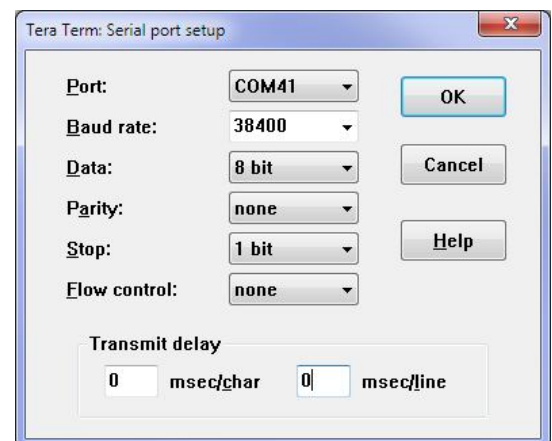 Tera Term: Serial port setup
Port: COM41
OK
Baud rate: 38400
Data: 8 bit
Cancel
Parity: none
Stop: 1 bit
Help
Flow control: none
Transmit delay
0 msec/char 0 msec/line